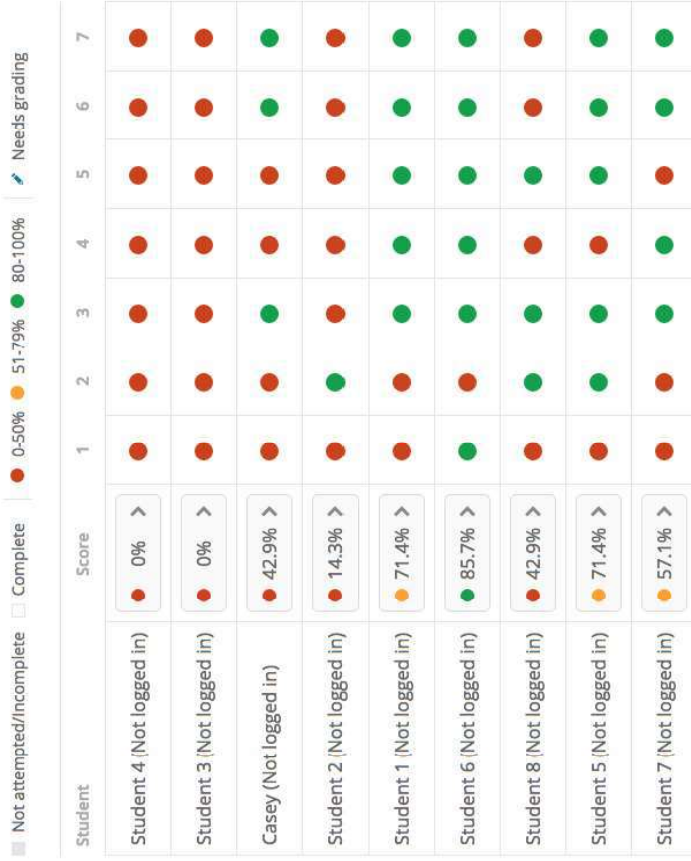 Not attempted/Incomplete Complete 0-50% 51-79% 80-100% Needs grading
Student Score 1 2 3 4 5 6 7
Student 4 (Not logged in) 0%
Student 3 (Not logged in) 0%
Casey (Not logged in) 42.9%
Student 2 (Not logged in) 14.3%
Student 1 (Not logged in) 71.4%
Student 6 (Not logged in) 85.7%
Student 8 (Not logged in) 42.9%
Student 5 (Not logged in) 71.4%
Student 7 (Not logged in) 57.1%